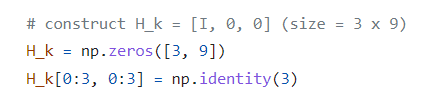 # construct H_k = [I, 0, 0] (size = 3 x 9)
H_k = np.zeros([3, 9])
H_k[0:3, 0:3] = np.identity(3)